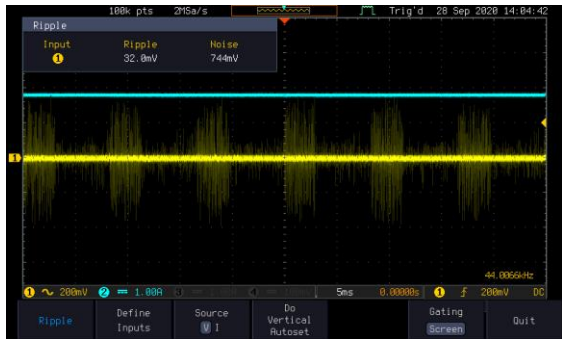 100k pts 2MSa/s Trig'd 28 Sep 2020 14:04:42
Ripple
Input Ripple Noise
1 32.0mV 744mV
1
44.0066kHz
1 200mV 2 1.00A 3 4 5ms 0.00000s 1 200mV DC
Ripple Define Inputs Source V I Do Vertical Autoset Gating Screen Quit